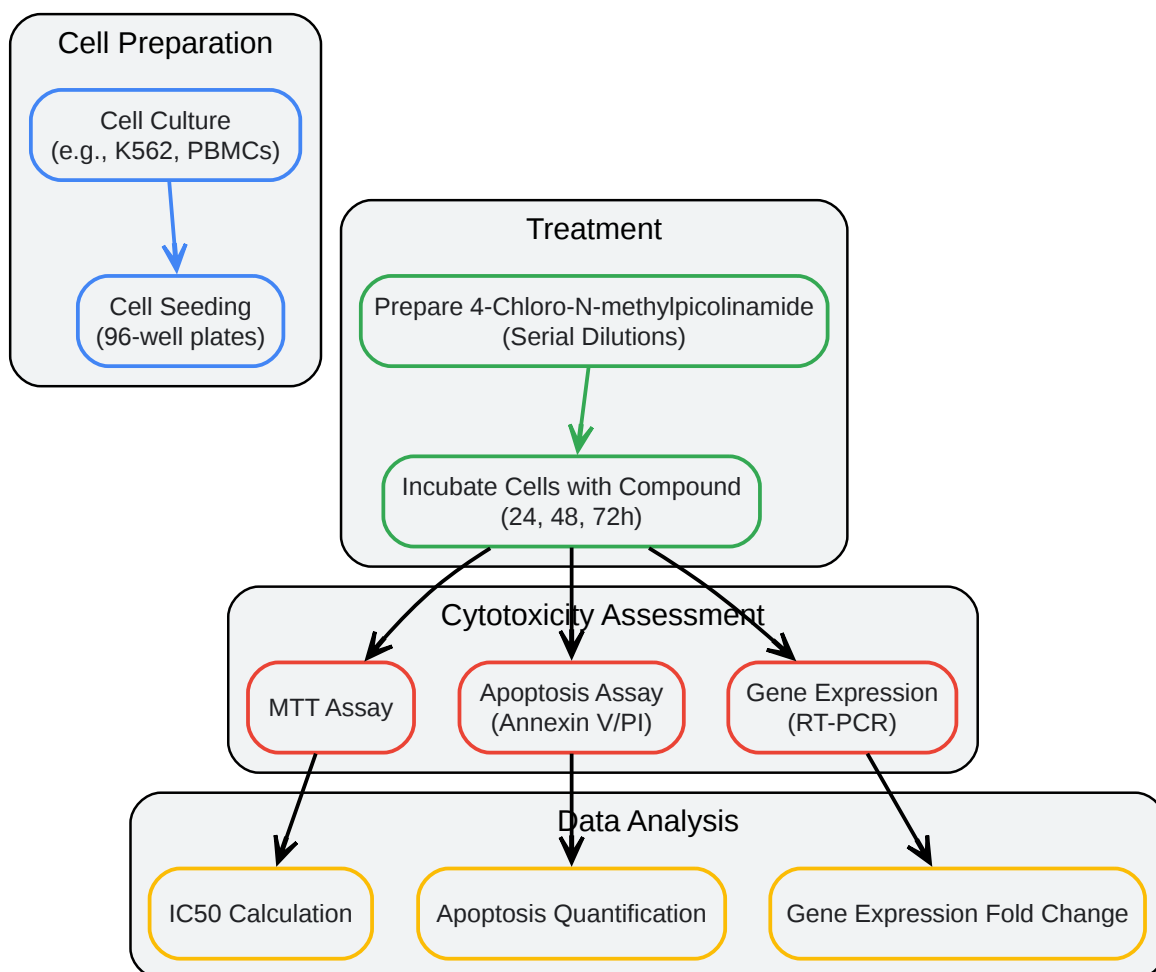 Cell Preparation
Cell Culture
(e.g., K562, PBMCs)
Cell Seeding
(96-well plates)
Treatment
Prepare 4-Chloro-N-methylpicolinamide
(Serial Dilutions)
Incubate Cells with Compound
(24, 48, 72h)
Cytotoxicity Assessment
MTT Assay
Apoptosis Assay
(Annexin V/PI)
Gene Expression
(RT-PCR)
Data Analysis
IC50 Calculation
Apoptosis Quantification
Gene Expression Fold Change